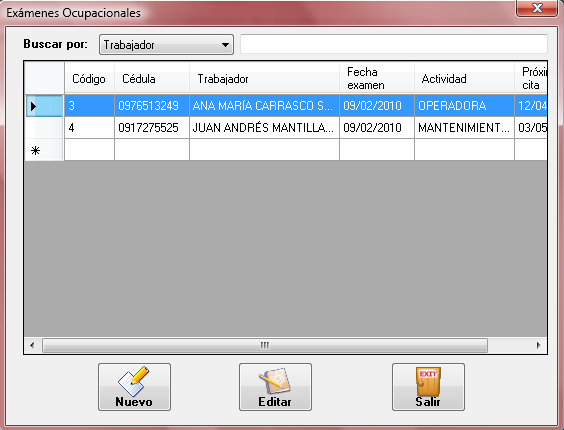 Exámenes Ocupacionales
Buscar por: Trabajador
Código Cédula Trabajador Fecha examen Actividad Próxi cita
3 0976513249 ANA MARÍA CARRASCO S... 09/02/2010 OPERADORA 12/04
4 0917275525 JUAN ANDRÉS MANTILLA... 09/02/2010 MANTENIMIENT... 03/05
Nuevo Editar EXIT Salir